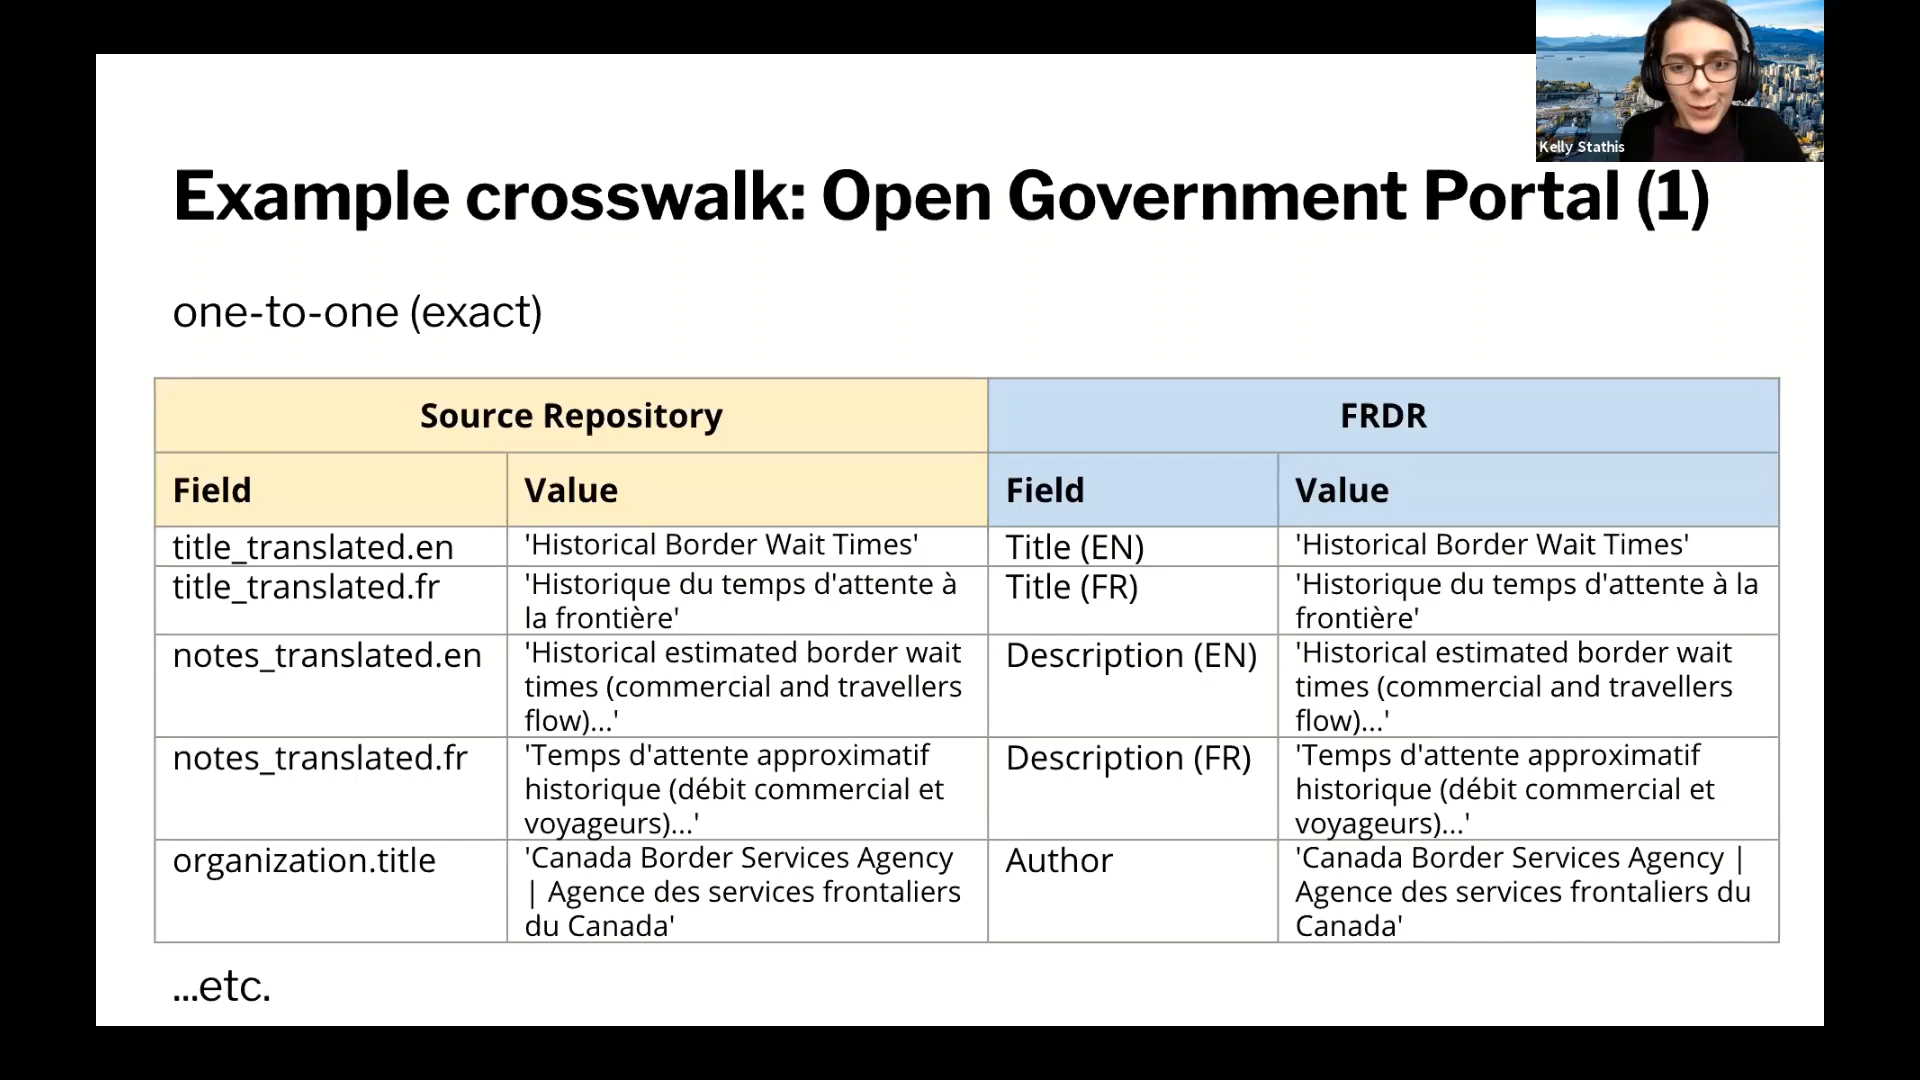 Kelly Stathis
Example crosswalk: Open Government Portal (1)
one-to-one (exact)
Source Repository
FRDR
Field
Value
Field
Value
title_translated.en
'Historical Border Wait Times'
Title (EN)
'Historical Border Wait Times'
title_translated.fr
'Historique du temps d'attente à
la frontière'
Title (FR)
'Historique du temps d'attente à la
frontière'
notes_translated.en
'Historical estimated border wait
times (commercial and travellers
flow)...'
Description (EN)
'Historical estimated border wait
times (commercial and travellers
flow)...'
notes_translated.fr
'Temps d'attente approximatif
historique (débit commercial et
voyageurs)...'
Description (FR)
'Temps d'attente approximatif
historique (débit commercial et
voyageurs)...'
organization.title
'Canada Border Services Agency
| Agence des services frontaliers
du Canada'
Author
'Canada Border Services Agency |
Agence des services frontaliers du
Canada'
...etc.